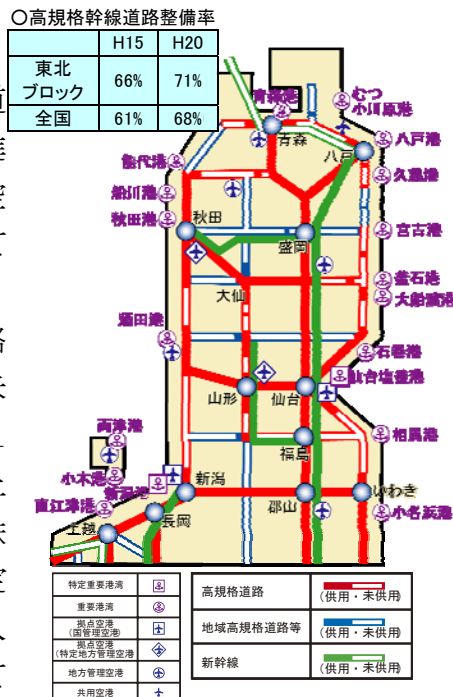 〇高規格幹線道路整備率
H15 H20
東北ブロック 66% 71%
全国 61% 68%
青森港
むつ小川原港
青森
八戸港
八戸
能代港
久慈港
船川港
秋田港
秋田
宮古港
盛岡
釜石港
大仙
大船渡港
酒田港
石巻港
仙台塩釜港
山形
仙台
相馬港
両津港
福島
小木港
新潟港
新潟
いわき
直江津港
長岡
郡山
小名浜港
上越
特定重要港湾
重要港湾
拠点空港
(国管理空港)
拠点空港
(特定地方管理空港
地方管理空港
共用空港
高規格道路
(供用・未供用)
地域高規格道路等
(供用・未供用)
新幹線
(供用・未供用)